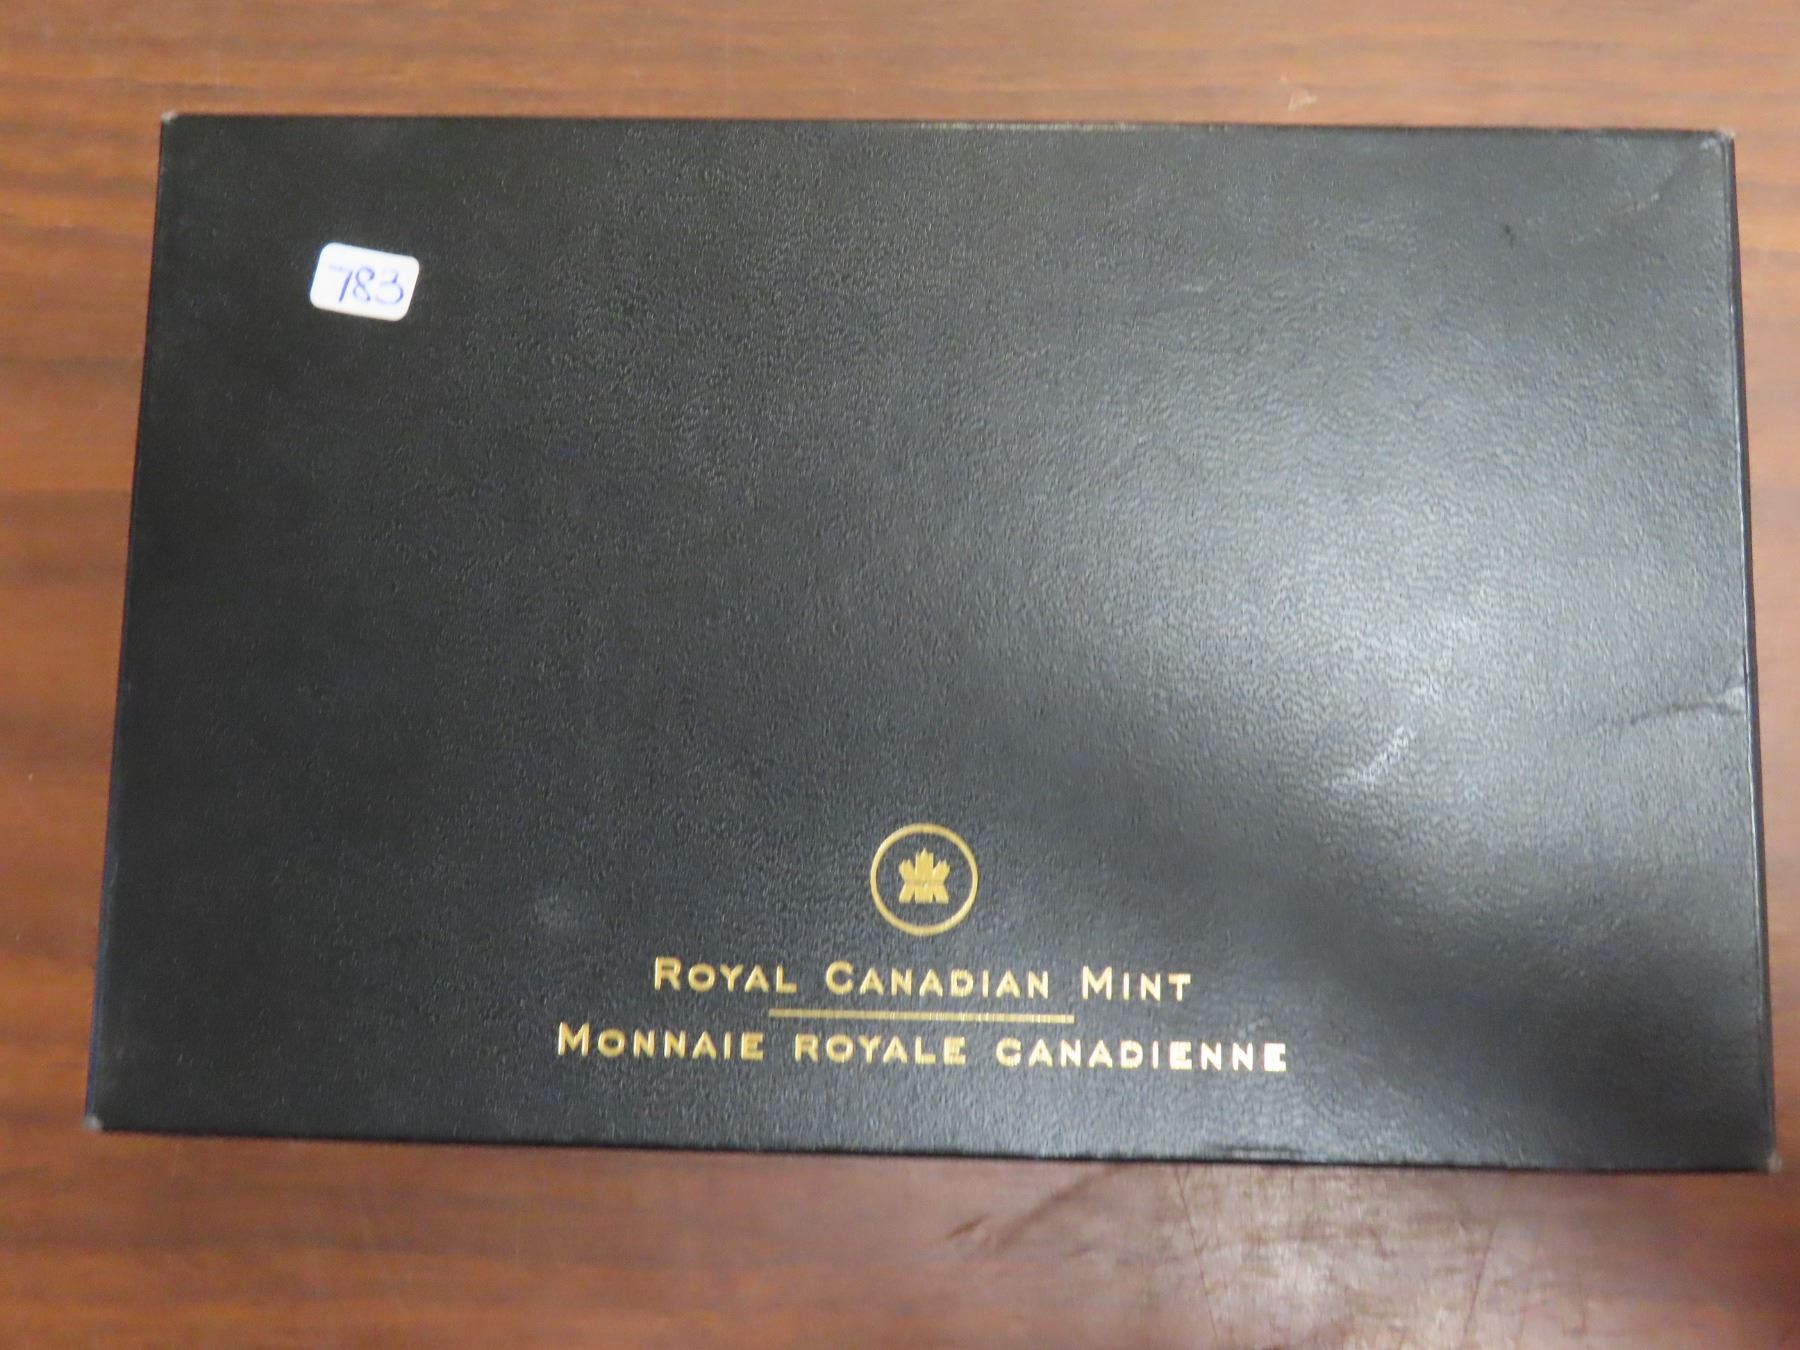 783
ROYAL CANADIAN MINT
MONNAIE ROYALE CANADIENNE